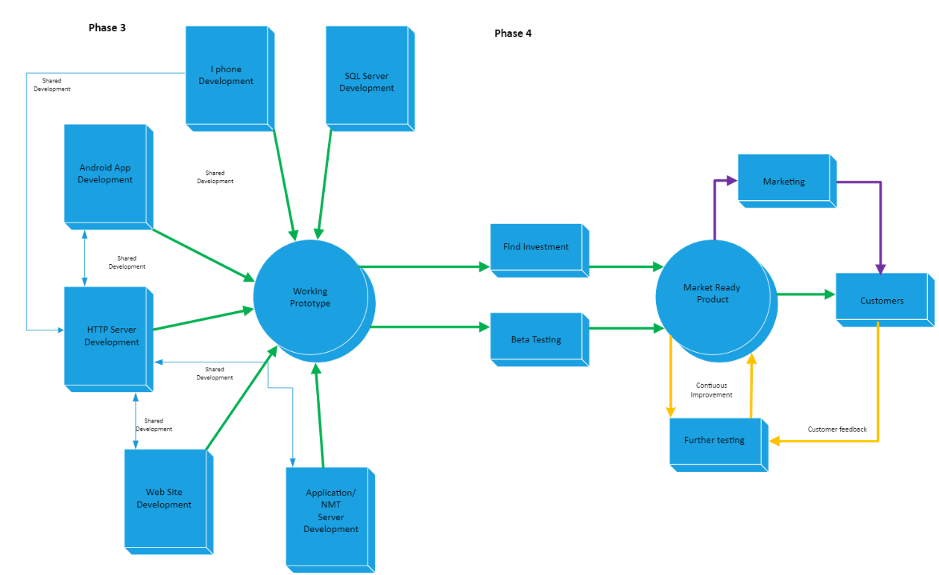 Phase 3
Phase 4
I phone
Development
SQL Server
Development
Shared
Development
Android App
Development
Shared
Development
Shared
Development
HTTP Server
Development
Working
Prototype
Shared
Development
Shared
Development
Web Site
Development
Application/
NMT
Server
Development
Find Investment
Beta Testing
Marketing
Market Ready
Product
Customers
Contiuous
Improvement
Further testing
Customer feedback